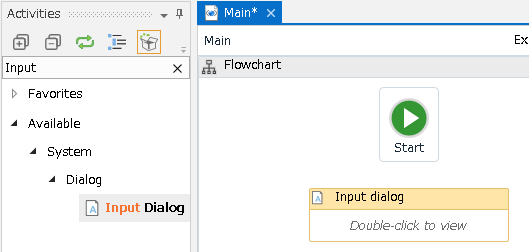 Activities
Input
Favorites
Available
System
Dialog
Input Dialog
Main*
Main
Ex
Flowchart
Start
Input dialog
Double-click to view